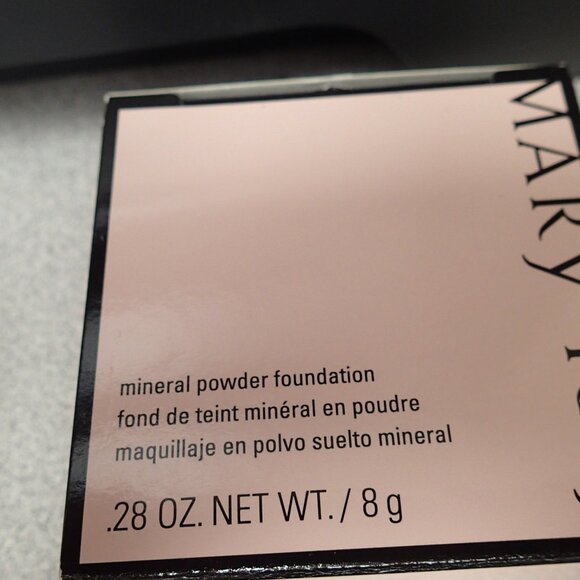 MARY
mineral powder foundation
fond de teint minéral en poudre
maquillaje en polvo suelto mineral
.28 OZ. NET WT. / 8 g